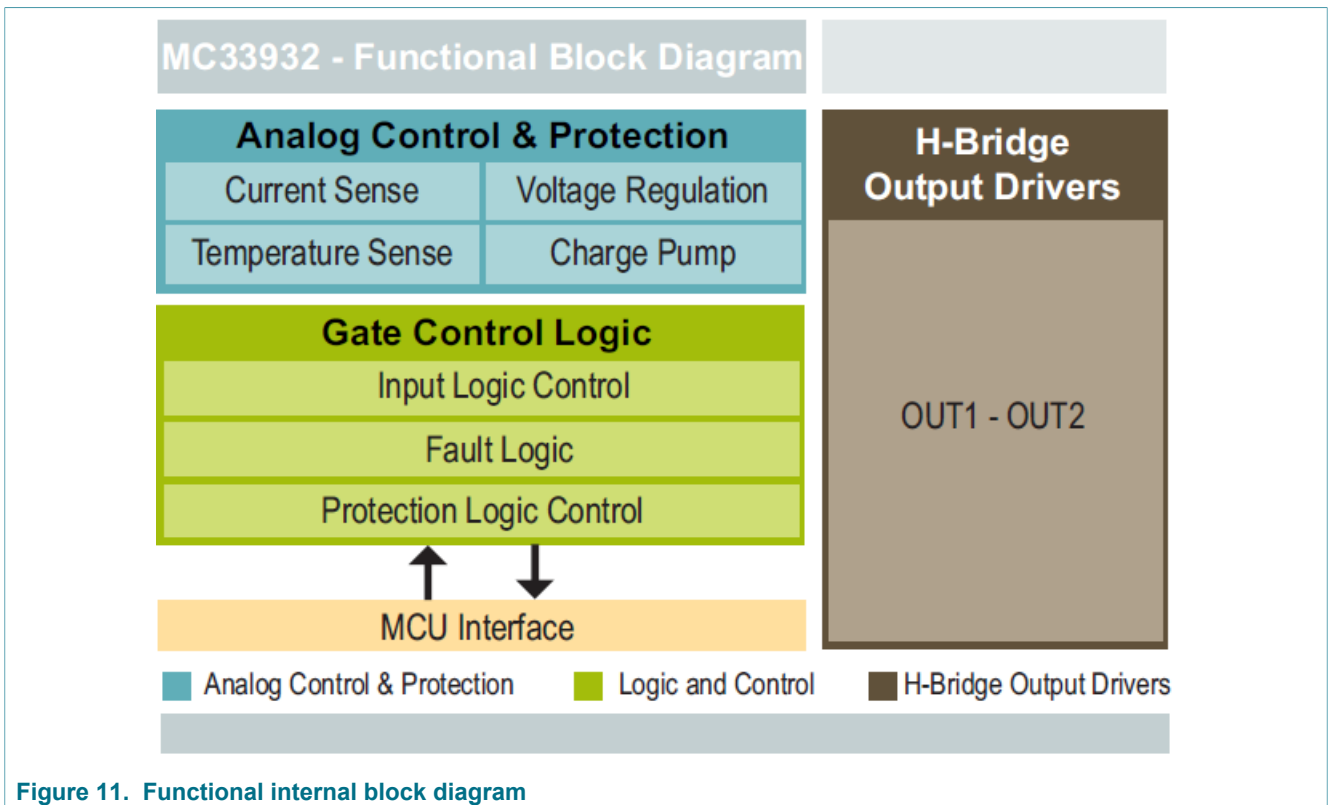 MC33932 - Functional Block Diagram
Analog Control & Protection
Current Sense
Voltage Regulation
Temperature Sense
Charge Pump
Gate Control Logic
Input Logic Control
Fault Logic
Protection Logic Control
MCU Interface
H-Bridge
Output Drivers
OUT1 - OUT2
Analog Control & Protection
Logic and Control
H-Bridge Output Drivers
Figure 11. Functional internal block diagram